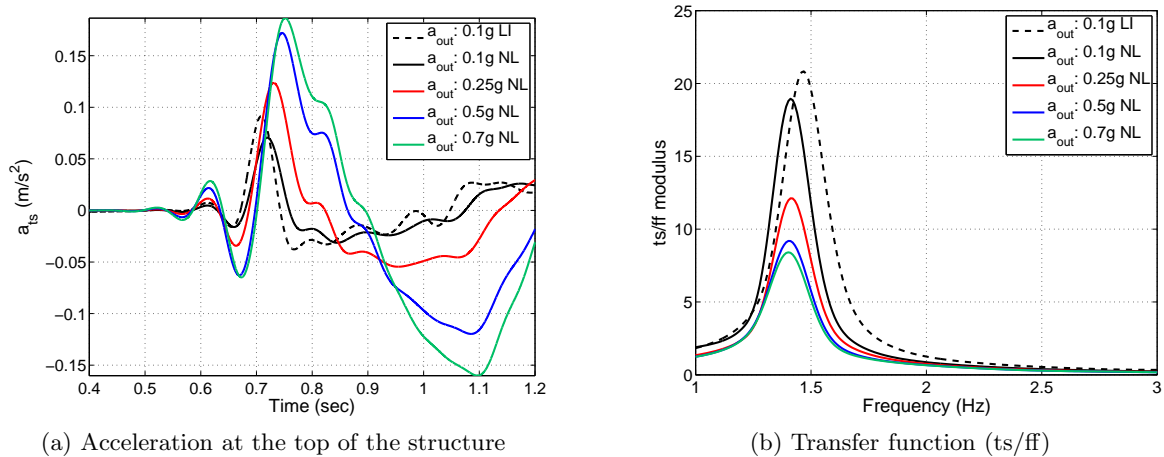 a_ts (m/s²)
0.15
0.1
0.05
0
−0.05
−0.1
−0.15
0.4 0.5 0.6 0.7 0.8 0.9 1 1.1 1.2
Time (sec)
a_out: 0.1g LI
a_out: 0.1g NL
a_out: 0.25g NL
a_out: 0.5g NL
a_out: 0.7g NL
(a) Acceleration at the top of the structure
ts/ff modulus
25
20
15
10
5
0
1 1.5 2 2.5 3
Frequency (Hz)
a_out: 0.1g LI
a_out: 0.1g NL
a_out: 0.25g NL
a_out: 0.5g NL
a_out: 0.7g NL
(b) Transfer function (ts/ff)